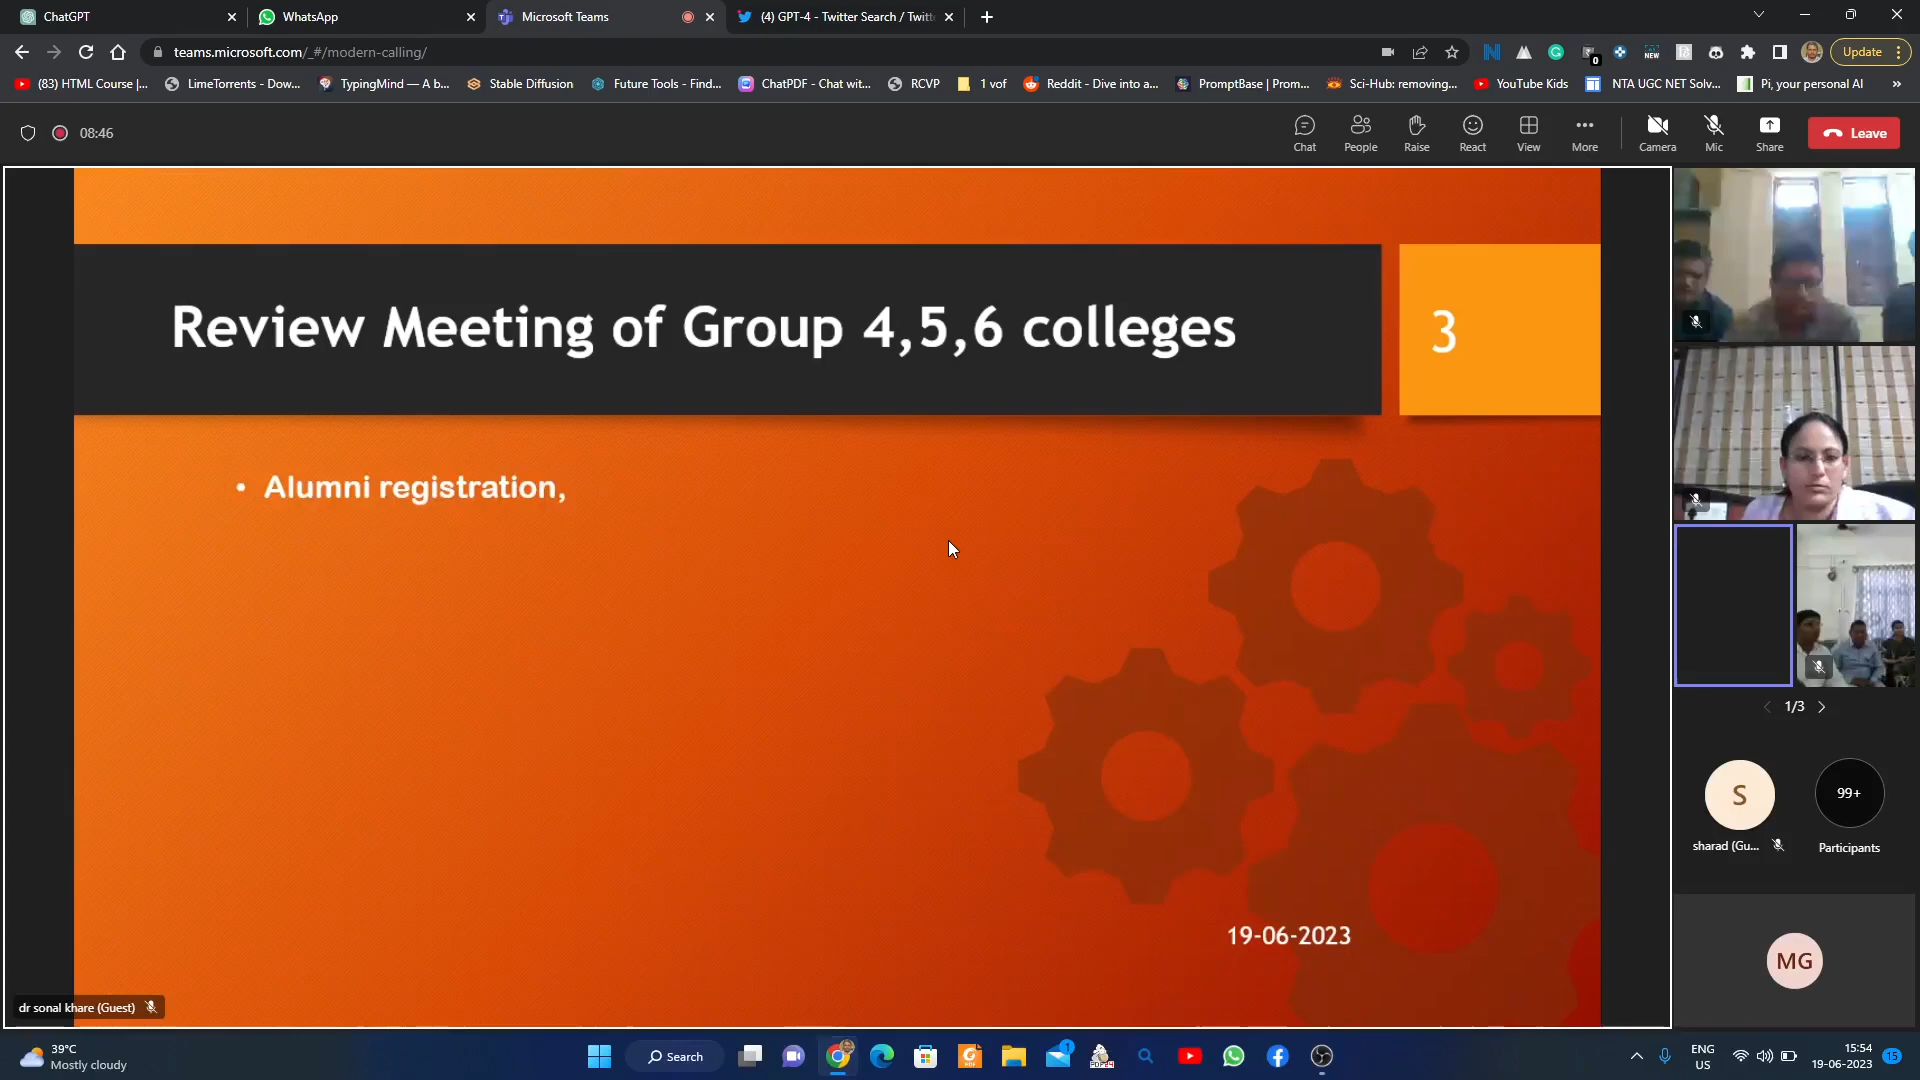 ChatGPT
WhatsApp
Microsoft Teams
(4) GPT-4 - Twitter Search / Twitt
teams.microsoft.com/_#/modern-calling/
0
NEW
Update
(83) HTML Course |...
LimeTorrents - Dow...
TypingMind — A b...
Stable Diffusion
Future Tools - Find...
ChatPDF - Chat wit...
RCVP
1 vof
Reddit - Dive into a...
PromptBase | Prom...
Sci-Hub: removing...
YouTube Kids
NTA UGC NET Solv...
Pi, your personal AI
»
08:46
Chat
People
Raise
React
View
More
Camera
Mic
Share
Leave
Review Meeting of Group 4,5,6 colleges
3
• Alumni registration,
19-06-2023
dr sonal khare (Guest)
1/3
S
99+
sharad (Gu...
Participants
MG
39°C
Mostly cloudy
Search
1
ENG
US
15:54
19-06-2023
15